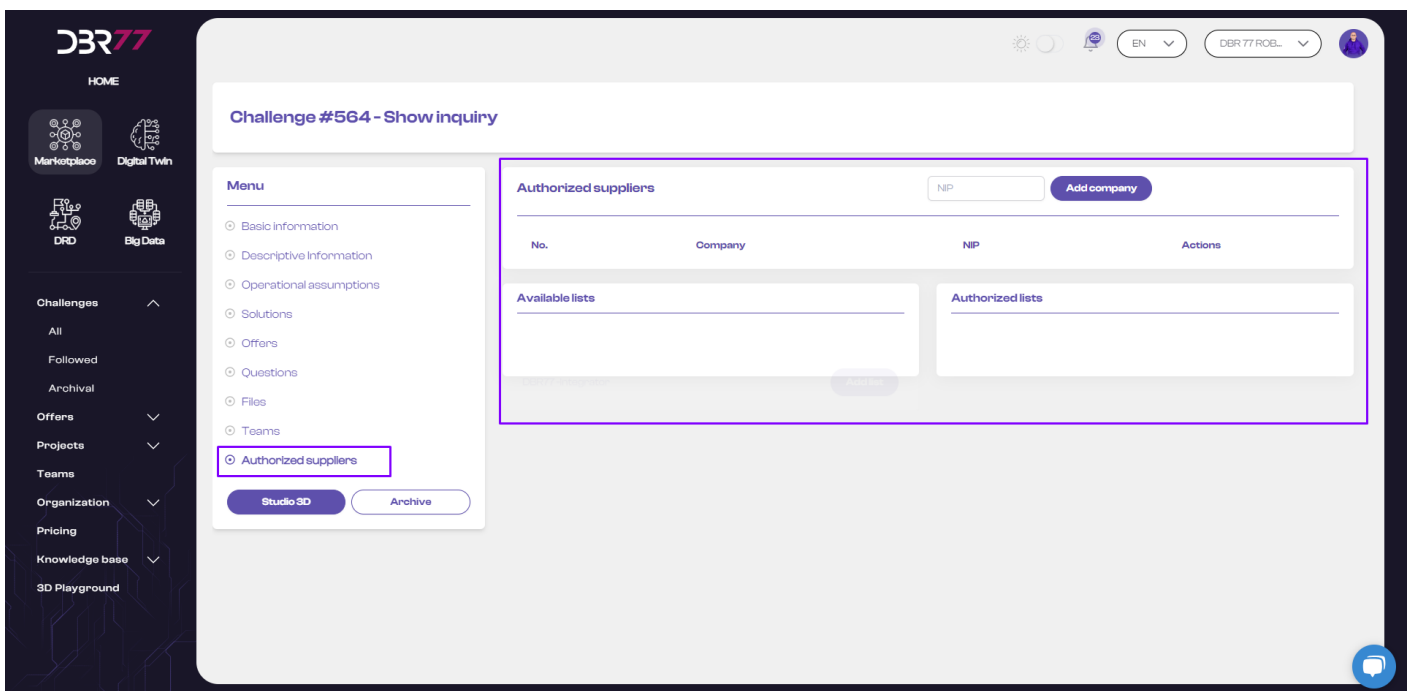 DBR77
HOME
Marketplace
Digital Twin
DRD
Big Data
Challenges
All
Followed
Archival
Offers
Projects
Teams
Organization
Pricing
Knowledge base
3D Playground
23
EN
DBR 77 ROB...
Challenge #564 - Show inquiry
Menu
Basic information
Descriptive Information
Operational assumptions
Solutions
Offers
Questions
Files
Teams
Authorized suppliers
Studio 3D
Archive
Authorized suppliers
NIP
Add company
No. Company NIP Actions
Available lists
Add list
Authorized lists